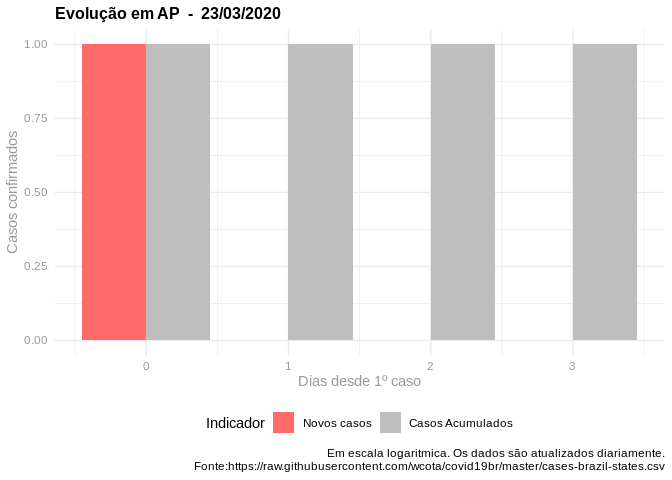 Evolução em AP - 23/03/2020
1.00
0.75
0.50
0.25
0.00
Casos confirmados
0 1 2 3
Dias desde 1º caso
Indicador Novos casos Casos Acumulados
Em escala logaritmica. Os dados são atualizados diariamente.
Fonte:https://raw.githubusercontent.com/wcota/covid19br/master/cases-brazil-states.csv